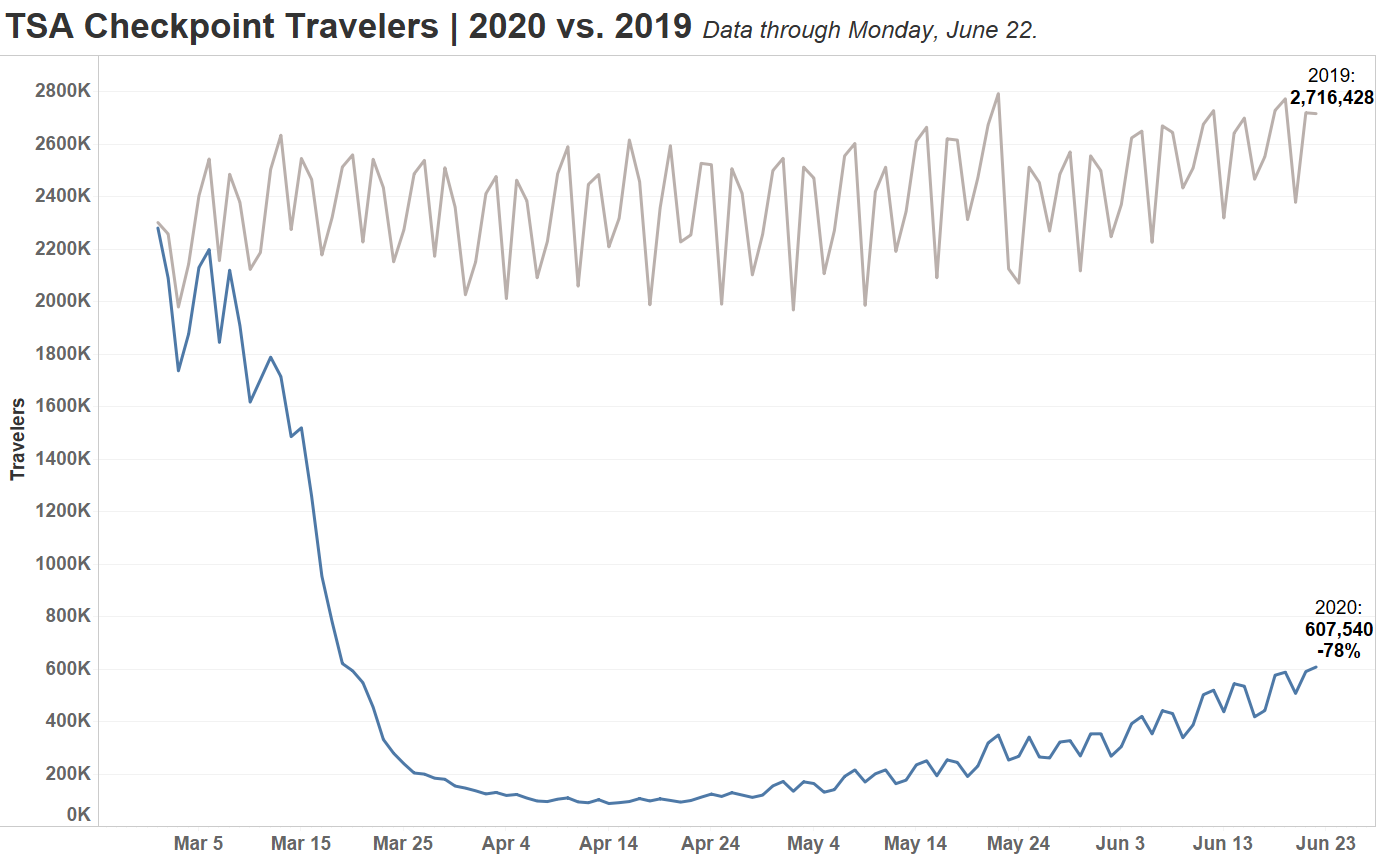 TSA Checkpoint Travelers | 2020 vs. 2019 Data through Monday, June 22.
2019:
2,716,428
2800K
2600K
2400K
2200K
2000K
1800K
1600K
1400K
1200K
1000K
800K
600K
400K
200K
0K
Travelers
2020:
607,540
-78%
Mar 5 Mar 15 Mar 25 Apr 4 Apr 14 Apr 24 May 4 May 14 May 24 Jun 3 Jun 13 Jun 23